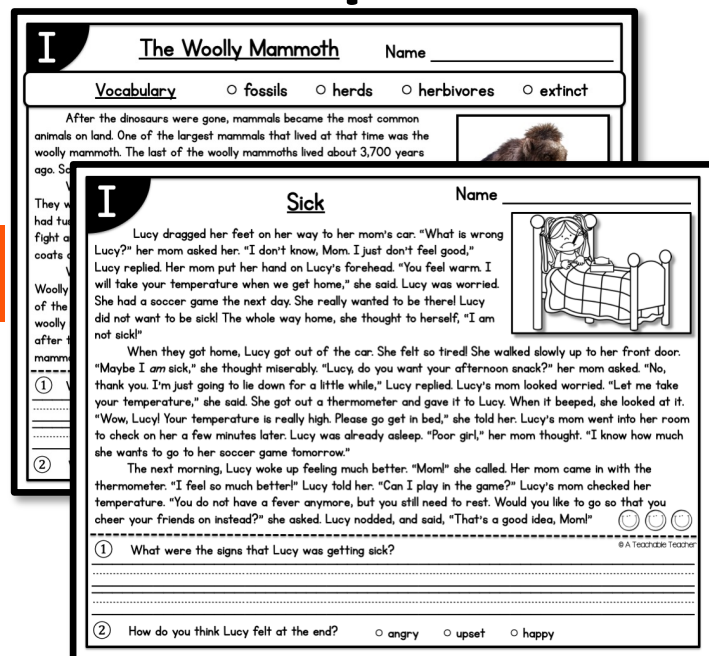 I
The Woolly Mammoth
Name
Vocabulary
fossils
herds
herbivores
extinct
After the dinosaurs were gone, mammals became the most common
animals on land. One of the largest mammals that lived at that time was the
woolly mammoth. The last of the woolly mammoths lived about 3,700 years
ago.
They
had
fight
coats
Woolly
of the
woolly
after
1
2
I
Sick
Name
Lucy dragged her feet on her way to her mom's car. "What is wrong
Lucy?" her mom asked her. "I don't know, Mom. I just don't feel good,"
Lucy replied. Her mom put her hand on Lucy's forehead. "You feel warm. I
will take your temperature when we get home," she said. Lucy was worried.
She had a soccer game the next day. She really wanted to be there! Lucy
did not want to be sick! The whole way home, she thought to herself, "I am
not sick!"
When they got home, Lucy got out of the car. She felt so tired! She walked slowly up to her front door.
"Maybe I am sick," she thought miserably. "Lucy, do you want your afternoon snack?" her mom asked. "No,
thank you. I'm just going to lie down for a little while," Lucy replied. Lucy's mom looked worried. "Let me take
your temperature," she said. She got out a thermometer and gave it to Lucy. When it beeped, she looked at it.
"Wow, Lucy! Your temperature is really high. Please go get in bed," she told her. Lucy's mom went into her room
to check on her a few minutes later. Lucy was already asleep. "Poor girl," her mom thought. "I know how much
she wants to go to her soccer game tomorrow."
The next morning, Lucy woke up feeling much better. "Mom!" she called. Her mom came in with the
thermometer. "I feel so much better!" Lucy told her. "Can I play in the game?" Lucy's mom checked her
temperature. "You do not have a fever anymore, but you still need to rest. Would you like to go so that you
cheer your friends on instead?" she asked. Lucy nodded, and said, "That's a good idea, Mom!"
© A Teachable Teacher
1 What were the signs that Lucy was getting sick?
2 How do you think Lucy felt at the end? angry upset happy